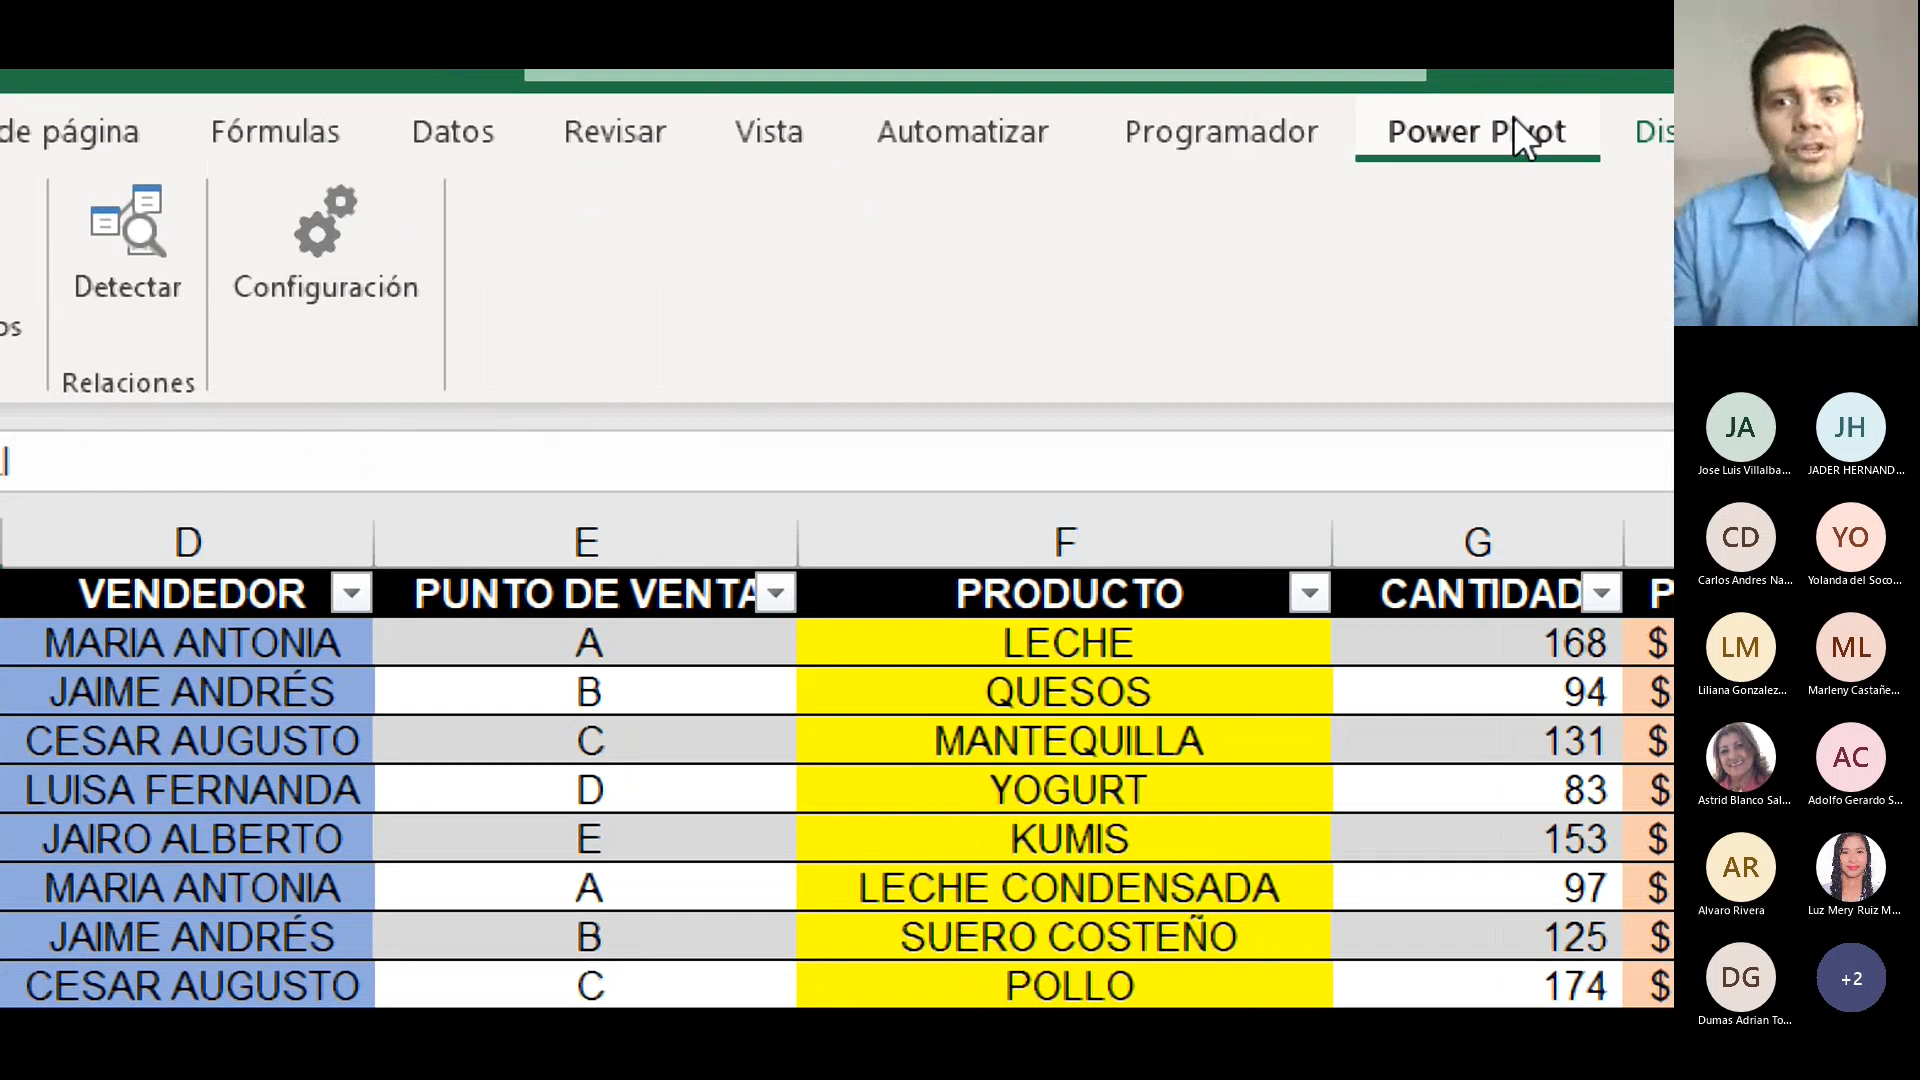 de página Fórmulas Datos Revisar Vista Automatizar Programador Power Pivot Dis
Detectar Configuración
os
Relaciones
D E F G
VENDEDOR PUNTO DE VENTA PRODUCTO CANTIDAD P
MARIA ANTONIA A LECHE 168 $
JAIME ANDRÉS B QUESOS 94 $
CESAR AUGUSTO C MANTEQUILLA 131 $
LUISA FERNANDA D YOGURT 83 $
JAIRO ALBERTO E KUMIS 153 $
MARIA ANTONIA A LECHE CONDENSADA 97 $
JAIME ANDRÉS B SUERO COSTEÑO 125 $
CESAR AUGUSTO C POLLO 174 $
JA JH
Jose Luis Villalba... JADER HERNAND...
CD YO
Carlos Andres Na... Yolanda del Soco...
LM ML
Liliana Gonzalez... Marleny Castañe...
AC
Astrid Blanco Sal... Adolfo Gerardo S...
AR
Alvaro Rivera Luz Mery Ruiz M...
DG +2
Dumas Adrian To...